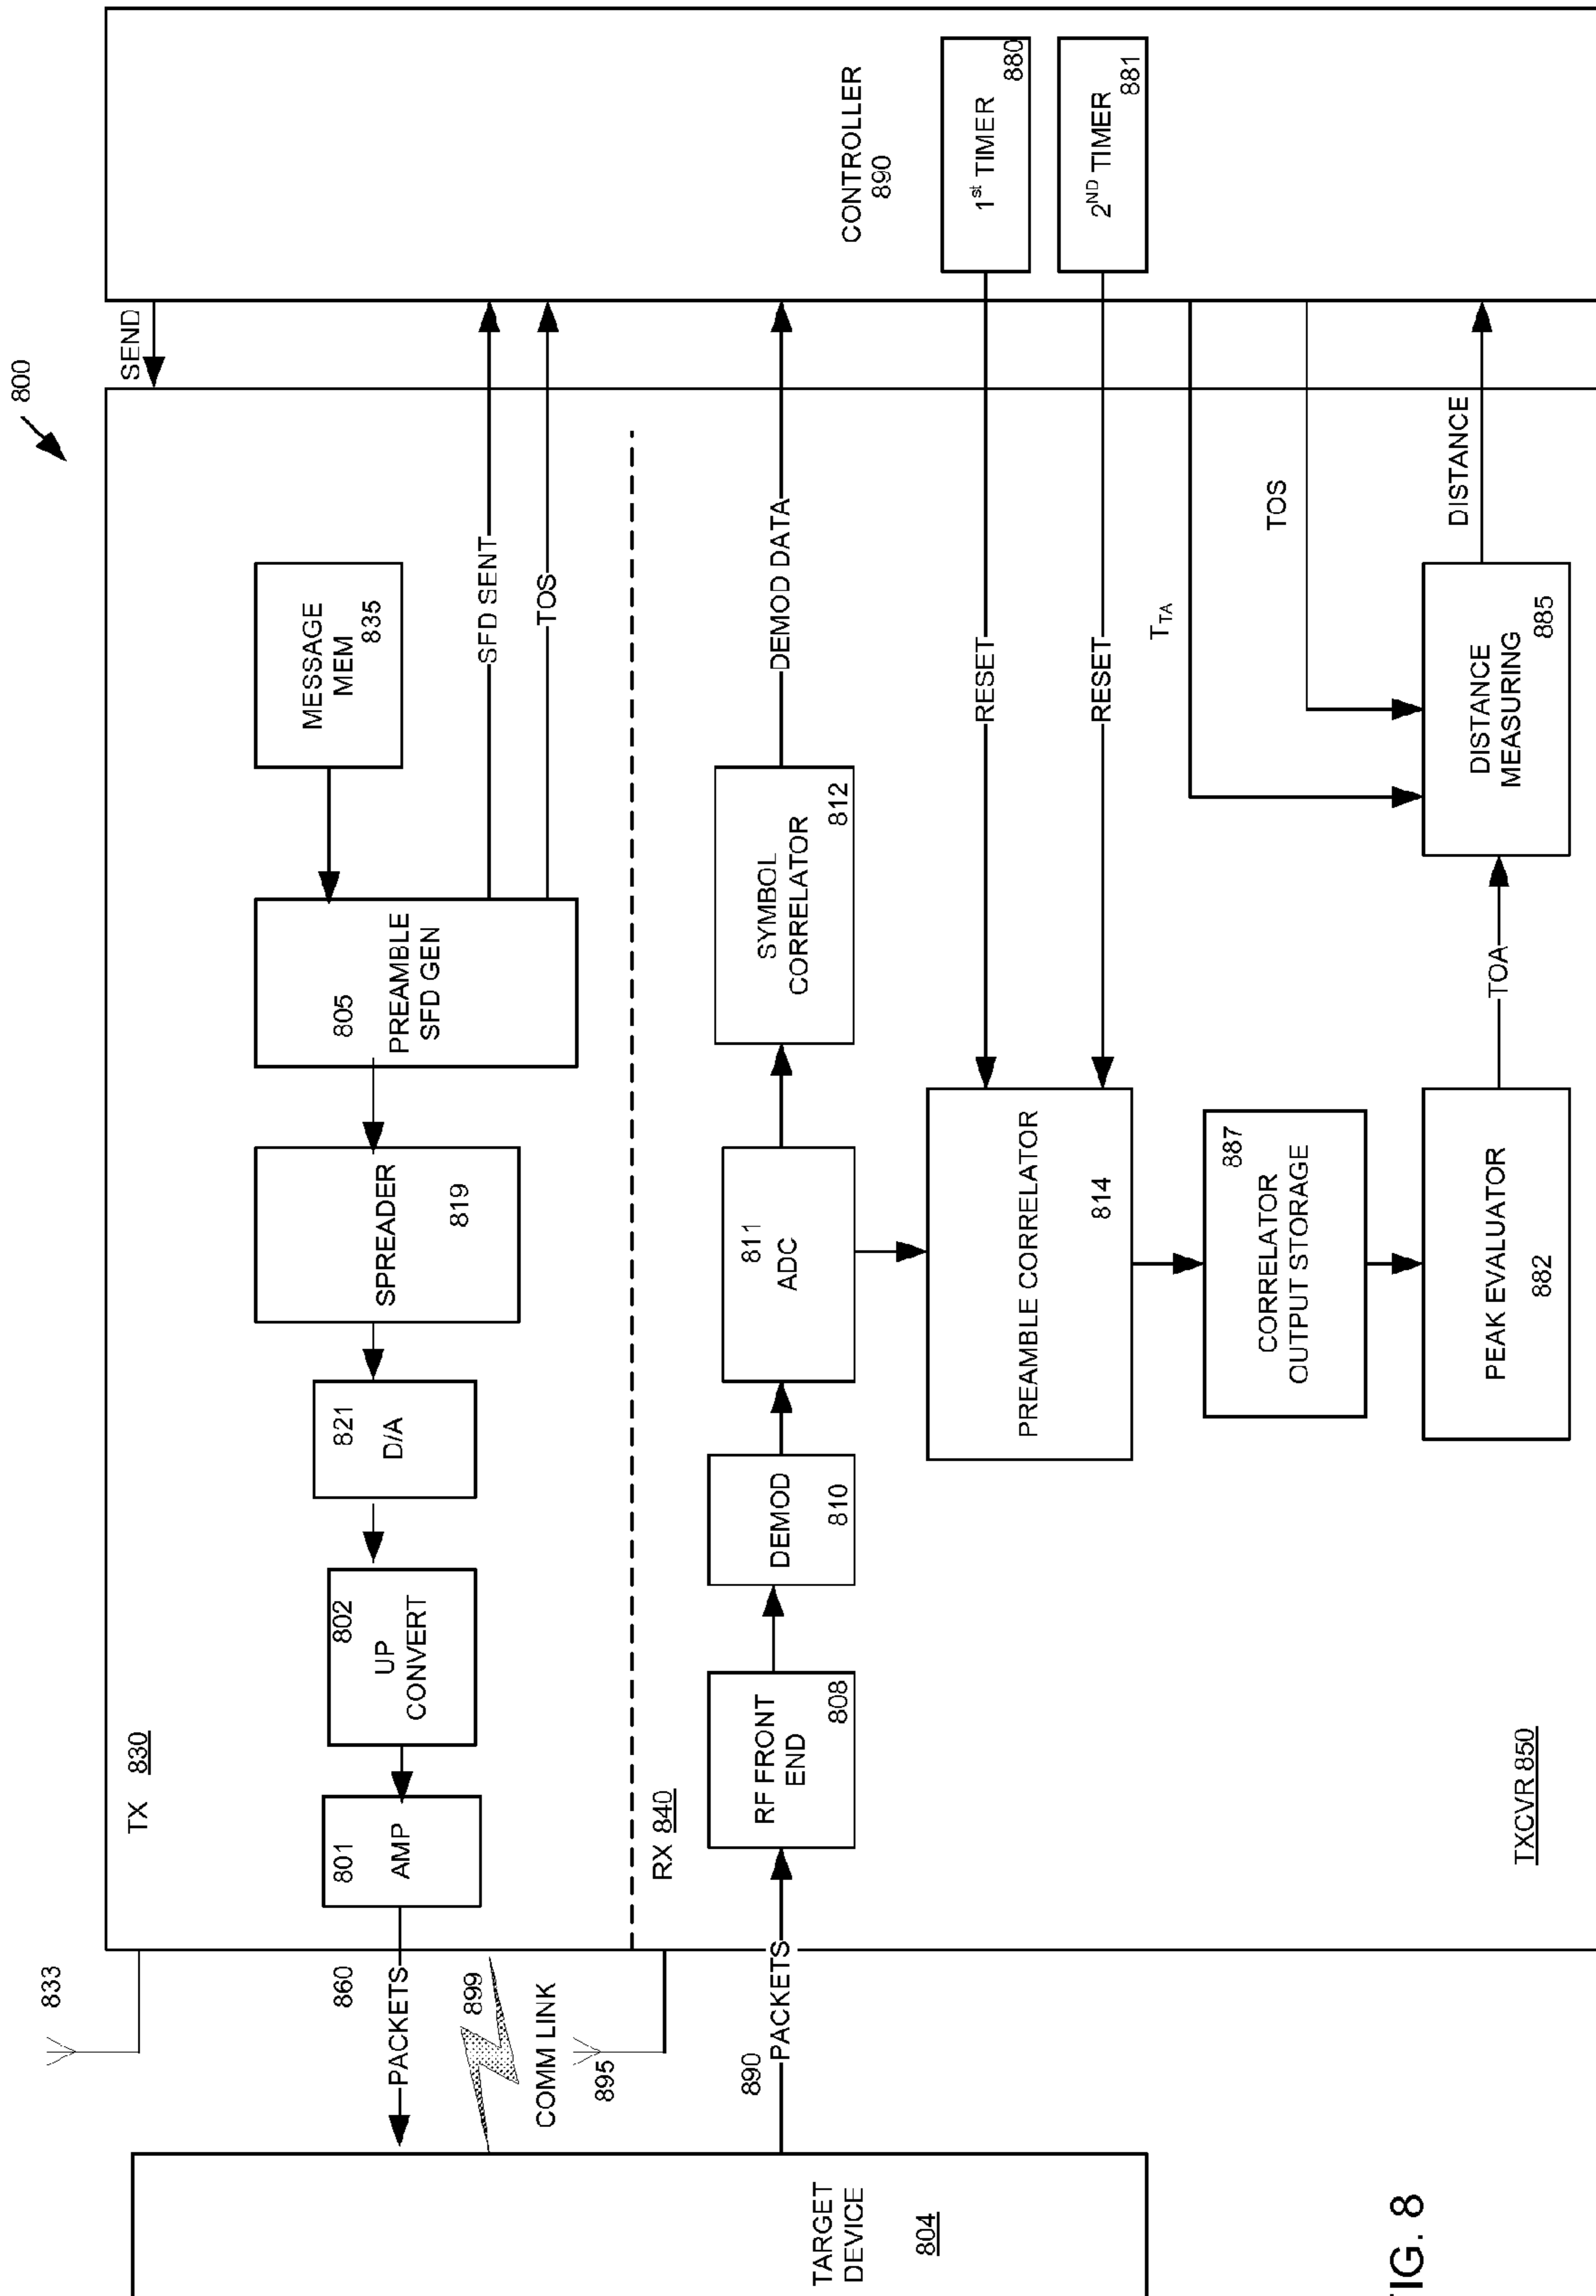 800
833
TX 830
SEND
MESSAGE
MEM
835
805
PREAMBLE
SFD GEN
SPREADER
819
821
D/A
802
UP
CONVERT
801
AMP
860
PACKETS
899
COMM LINK
895
SFD SENT
TOS
CONTROLLER
890
1st TIMER
880
2ND TIMER
881
RX 840
890
PACKETS
RF FRONT
END
808
DEMOD
810
811
ADC
SYMBOL
CORRELATOR
812
DEMOD DATA
PREAMBLE CORRELATOR
814
RESET
RESET
887
CORRELATOR
OUTPUT STORAGE
PEAK EVALUATOR
882
TOA
DISTANCE
MEASURING
885
TTA
TOS
DISTANCE
TXCVR 850
TARGET
DEVICE
804
IG. 8